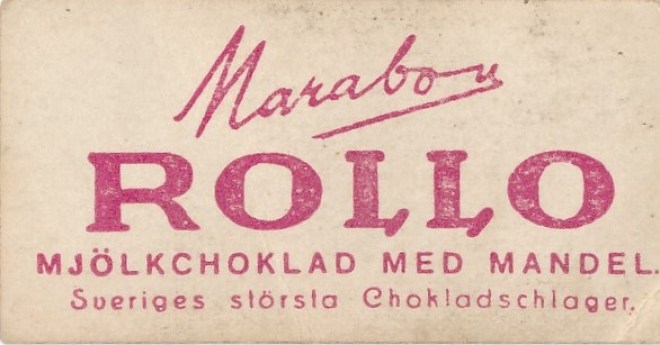 Marabou
ROLLO
MJÖLKCHOKLAD MED MANDEL.
Sveriges största Chokladschlager.